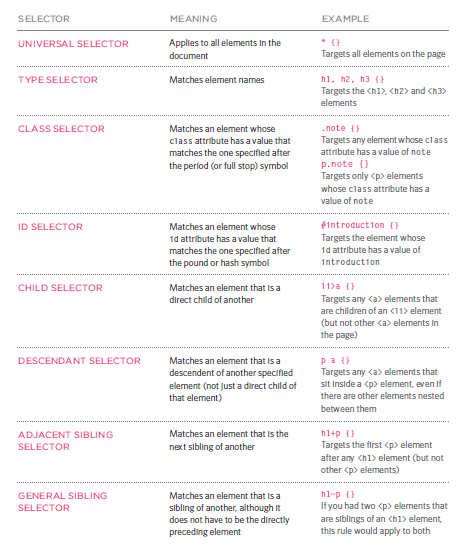 SELECTOR MEANING EXAMPLE
UNIVERSAL SELECTOR
Applies to all elements in the
document
* {}
Targets all elements on the page
TYPE SELECTOR
Matches element names
h1, h2, h3 {}
Targets the <h1>, <h2> and <h3>
elements
CLASS SELECTOR
Matches an element whose
class attribute has a value that
matches the one specified after
the period (or full stop) symbol
.note {}
Targets any element whose class
attribute has a value of note
p.note {}
Targets only <p> elements
whose class attribute has a
value of note
ID SELECTOR
Matches an element whose
id attribute has a value that
matches the one specified after
the pound or hash symbol
#introduction {}
Targets the element whose
id attribute has a value of
introduction
CHILD SELECTOR
Matches an element that is a
direct child of another
li>a {}
Targets any <a> elements that
are children of an <li> element
(but not other <a> elements in
the page)
DESCENDANT SELECTOR
Matches an element that is a
descendent of another specified
element (not just a direct child of
that element)
p a {}
Targets any <a> elements that
sit inside a <p> element, even if
there are other elements nested
between them
ADJACENT SIBLING
SELECTOR
Matches an element that is the
next sibling of another
h1+p {}
Targets the first <p> element
after any <h1> element (but not
other <p> elements)
GENERAL SIBLING
SELECTOR
Matches an element that is a
sibling of another, although it
does not have to be the directly
preceding element
h1~p {}
If you had two <p> elements that
are siblings of an <h1> element,
this rule would apply to both